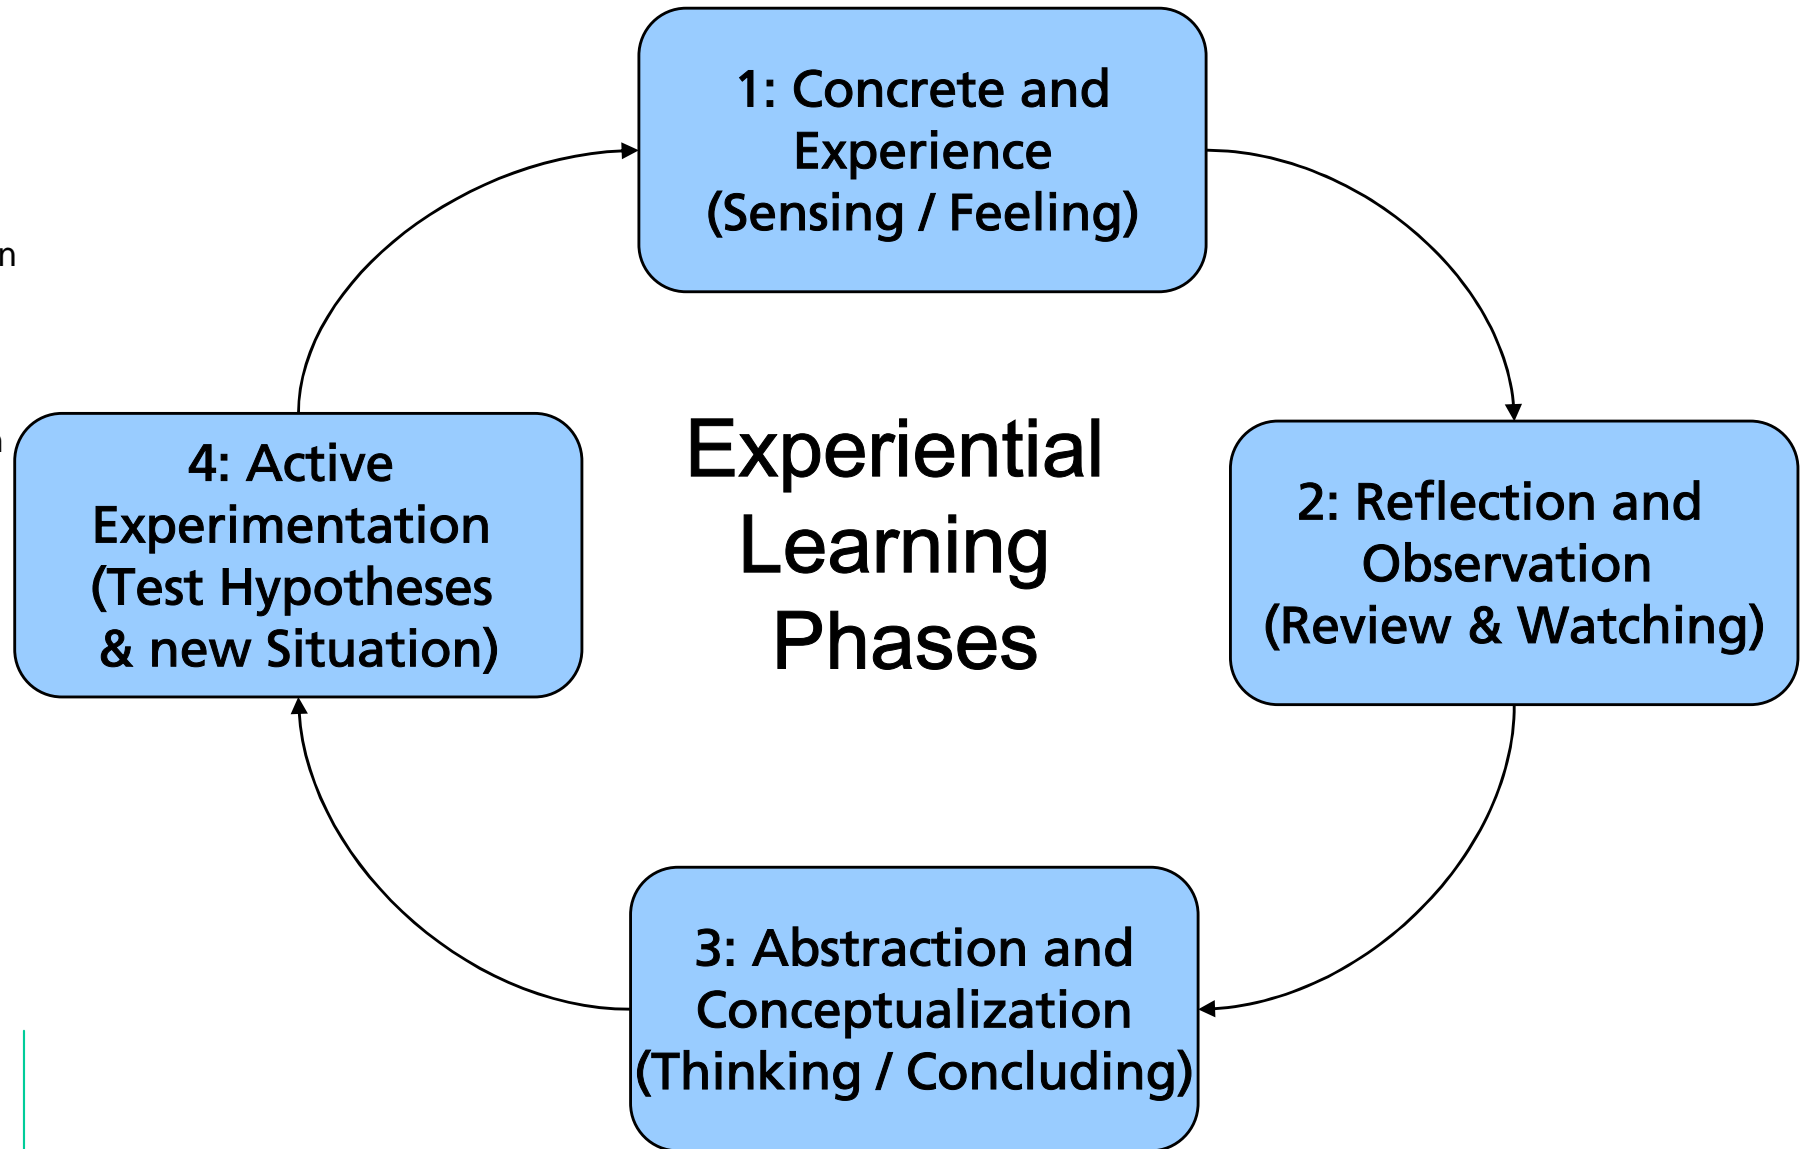 1: Concrete and
Experience
(Sensing / Feeling)
n
4: Active
Experimentation
(Test Hypotheses
& new Situation)
Experiential
Learning
Phases
2: Reflection and
Observation
(Review & Watching)
3: Abstraction and
Conceptualization
(Thinking / Concluding)